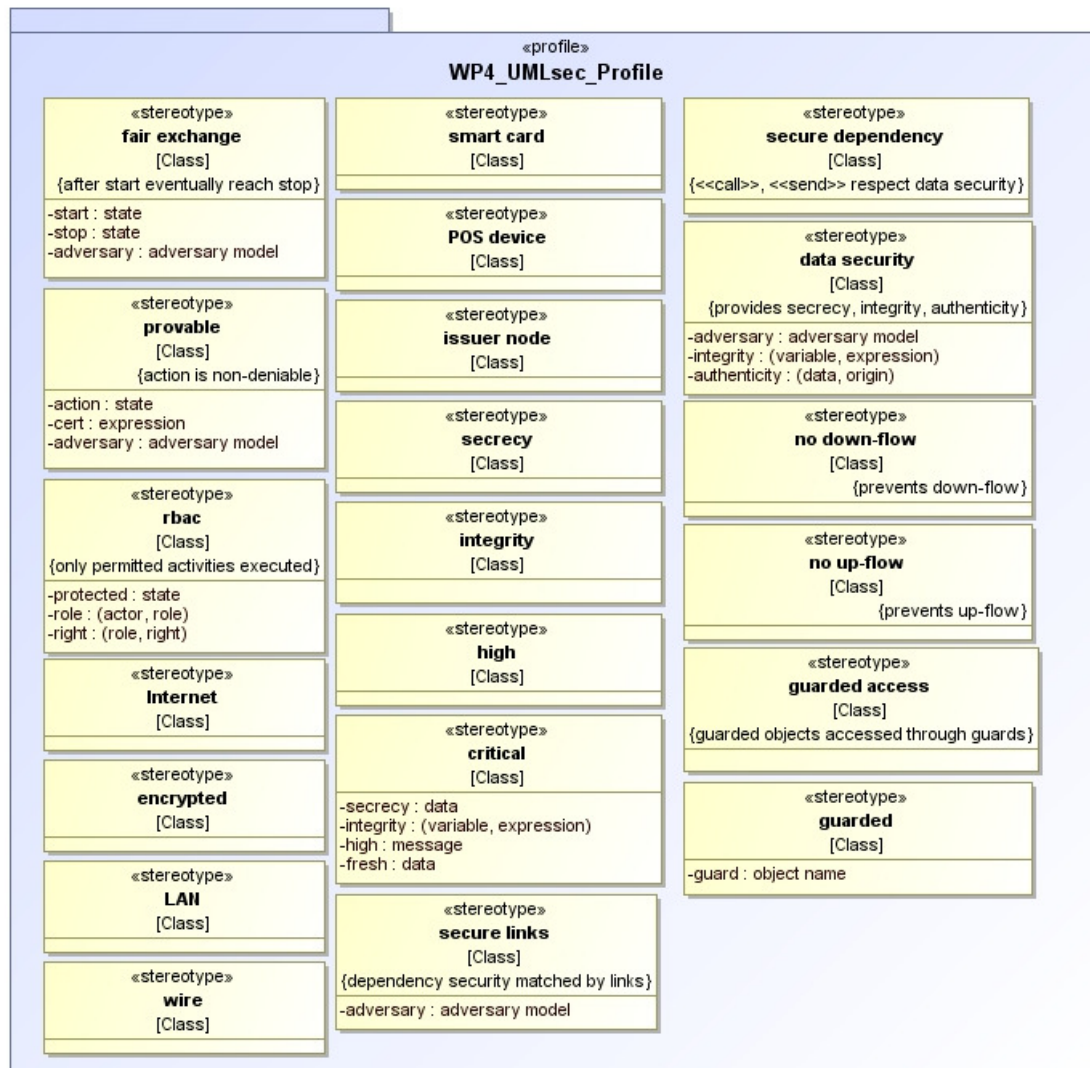 «profile»
WP4_UMLsec_Profile
«stereotype»
fair exchange
[Class]
{after start eventually reach stop}
-start : state
-stop : state
-adversary : adversary model
«stereotype»
provable
[Class]
{action is non-deniable}
-action : state
-cert : expression
-adversary : adversary model
«stereotype»
rbac
[Class]
{only permitted activities executed}
-protected : state
-role : (actor, role)
-right : (role, right)
«stereotype»
Internet
[Class]
«stereotype»
encrypted
[Class]
«stereotype»
LAN
[Class]
«stereotype»
wire
[Class]
«stereotype»
smart card
[Class]
«stereotype»
POS device
[Class]
«stereotype»
issuer node
[Class]
«stereotype»
secrecy
[Class]
«stereotype»
integrity
[Class]
«stereotype»
high
[Class]
«stereotype»
critical
[Class]
-secrecy : data
-integrity : (variable, expression)
-high : message
-fresh : data
«stereotype»
secure links
[Class]
{dependency security matched by links}
-adversary : adversary model
«stereotype»
secure dependency
[Class]
{<<call>>, <<send>> respect data security}
«stereotype»
data security
[Class]
{provides secrecy, integrity, authenticity}
-adversary : adversary model
-integrity : (variable, expression)
-authenticity : (data, origin)
«stereotype»
no down-flow
[Class]
{prevents down-flow}
«stereotype»
no up-flow
[Class]
{prevents up-flow}
«stereotype»
guarded access
[Class]
{guarded objects accessed through guards}
«stereotype»
guarded
[Class]
-guard : object name